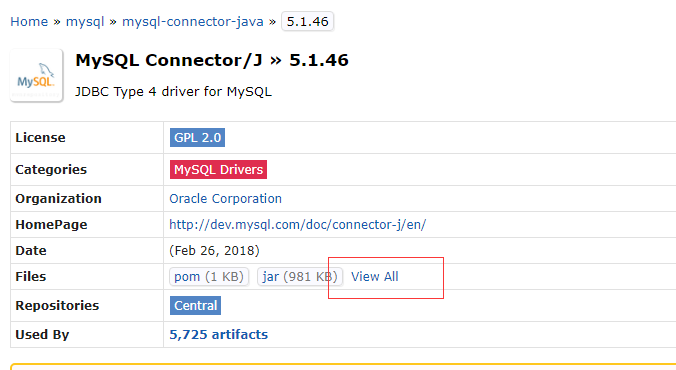 Home » mysql » mysql-connector-java » 5.1.46
MySQL Connector/J » 5.1.46
MySQL
JDBC Type 4 driver for MySQL
License GPL 2.0
Categories MySQL Drivers
Organization Oracle Corporation
HomePage http://dev.mysql.com/doc/connector-j/en/
Date (Feb 26, 2018)
Files pom (1 KB) jar (981 KB) View All
Repositories Central
Used By 5,725 artifacts